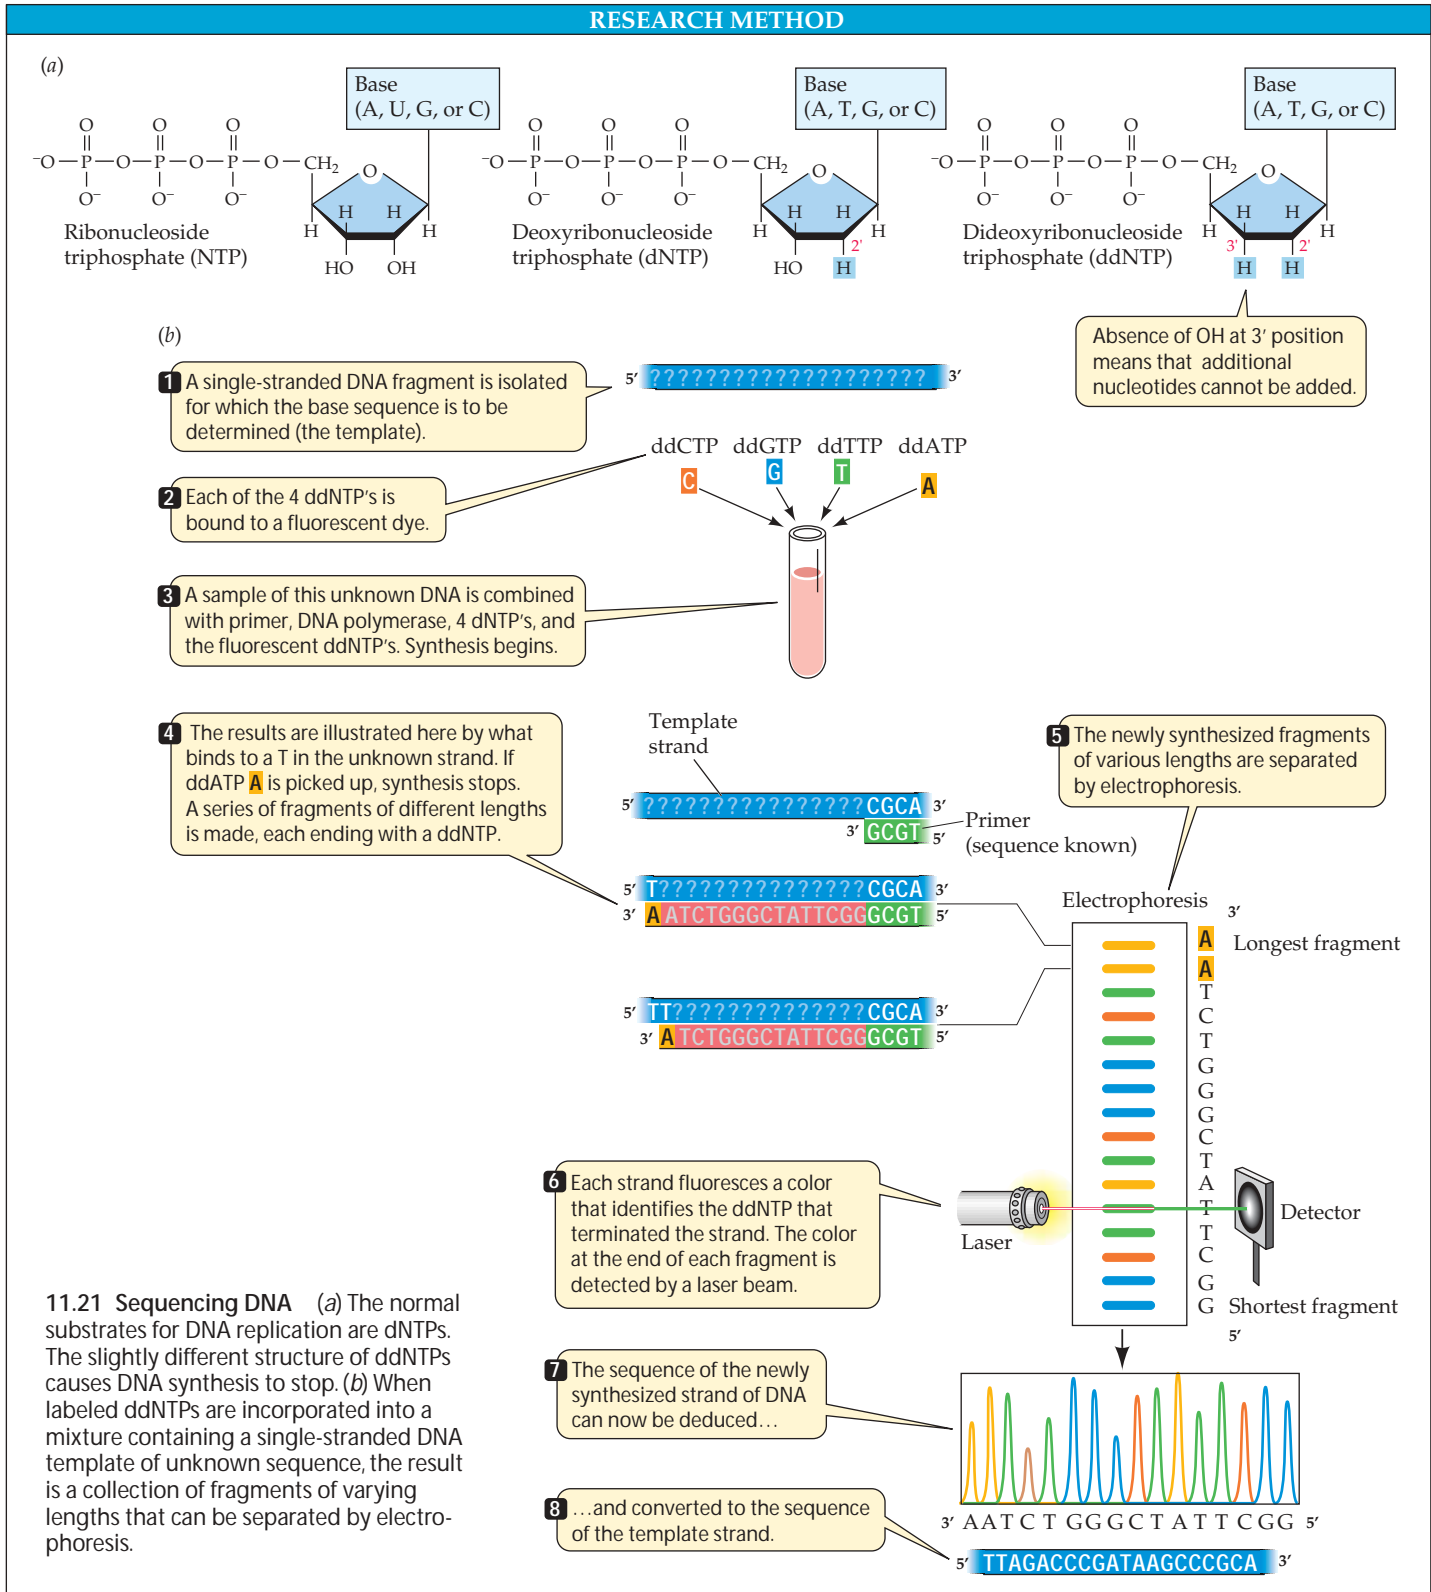 RESEARCH METHOD
(a)
Base
(A, U, G, or C)
O O O
⁻O—P—O—P—O—P—O—CH₂
O⁻ O⁻ O⁻
O
H H
H H
HO OH
Ribonucleoside
triphosphate (NTP)
Base
(A, T, G, or C)
O O O
⁻O—P—O—P—O—P—O—CH₂
O⁻ O⁻ O⁻
O
H H
H H
2'
HO H
Deoxyribonucleoside
triphosphate (dNTP)
Base
(A, T, G, or C)
O O O
⁻O—P—O—P—O—P—O—CH₂
O⁻ O⁻ O⁻
O
H H
H H
3' 2'
H H
Dideoxyribonucleoside
triphosphate (ddNTP)
Absence of OH at 3' position
means that additional
nucleotides cannot be added.
(b)
1 A single-stranded DNA fragment is isolated
for which the base sequence is to be
determined (the template).
5' ???????????????????? 3'
ddCTP ddGTP ddTTP ddATP
C G T A
2 Each of the 4 ddNTP's is
bound to a fluorescent dye.
3 A sample of this unknown DNA is combined
with primer, DNA polymerase, 4 dNTP's, and
the fluorescent ddNTP's. Synthesis begins.
4 The results are illustrated here by what
binds to a T in the unknown strand. If
ddATP A is picked up, synthesis stops.
A series of fragments of different lengths
is made, each ending with a ddNTP.
Template
strand
5' ????????????????CGCA 3'
3' GCGT 5'
Primer
(sequence known)
5' T???????????????CGCA 3'
3' AATCTGGGCTATTCGGGCGT 5'
5' TT??????????????CGCA 3'
3' ATCTGGGCTATTCGGGCGT 5'
5 The newly synthesized fragments
of various lengths are separated
by electrophoresis.
Electrophoresis
3'
A Longest fragment
A
T
C
T
G
G
G
C
T
A
T
T
C
G
G Shortest fragment
5'
6 Each strand fluoresces a color
that identifies the ddNTP that
terminated the strand. The color
at the end of each fragment is
detected by a laser beam.
Laser
Detector
7 The sequence of the newly
synthesized strand of DNA
can now be deduced…
3' AATCTGGGCTATTCGG 5'
8 …and converted to the sequence
of the template strand.
5' TTAGACCCGATAAGCCCGCA 3'
11.21 Sequencing DNA (a) The normal
substrates for DNA replication are dNTPs.
The slightly different structure of ddNTPs
causes DNA synthesis to stop. (b) When
labeled ddNTPs are incorporated into a
mixture containing a single-stranded DNA
template of unknown sequence, the result
is a collection of fragments of varying
lengths that can be separated by electro-
phoresis.